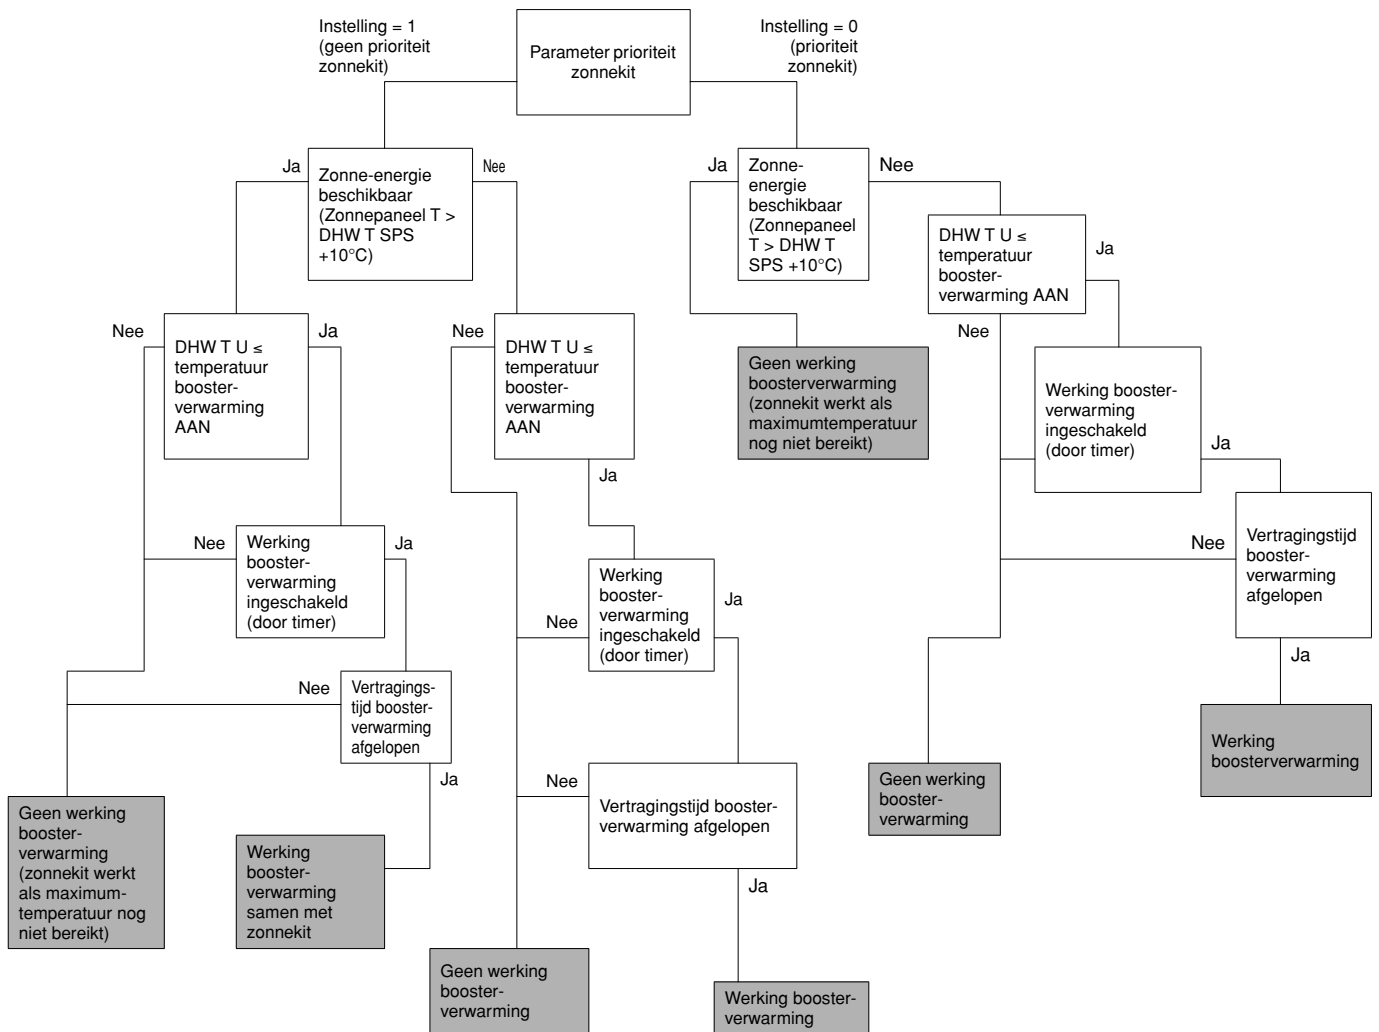 Instelling = 1
(geen prioriteit
zonnekit)
Parameter prioriteit
zonnekit
Instelling = 0
(prioriteit
zonnekit)
Ja
Zonne-energie
beschikbaar
(Zonnepaneel T >
DHW T SPS
+10°C)
Nee
Ja
Zonne-
energie
beschikbaar
(Zonnepaneel
T > DHW T
SPS +10°C)
Nee
DHW T U ≤
temperatuur
booster-
verwarming AAN
Ja
Nee
Nee
DHW T U ≤
temperatuur
booster-
verwarming
AAN
Ja
Nee
DHW T U ≤
temperatuur
booster-
verwarming
AAN
Ja
Geen werking
boosterverwarming
(zonnekit werkt als
maximumtemperatuur
nog niet bereikt)
Werking booster-
verwarming
ingeschakeld
(door timer)
Ja
Nee
Werking
booster-
verwarming
ingeschakeld
(door timer)
Ja
Nee
Werking
booster-
verwarming
ingeschakeld
(door timer)
Ja
Nee
Vertragingstijd
booster-
verwarming
afgelopen
Ja
Nee
Vertragings-
tijd booster-
verwarming
afgelopen
Ja
Nee
Vertragingstijd booster-
verwarming afgelopen
Ja
Geen werking
booster-
verwarming
Werking
boosterverwarming
Geen werking
booster-
verwarming
(zonnekit werkt
als maximum-
temperatuur nog
niet bereikt)
Werking
booster-
verwarming
samen met
zonnekit
Geen werking
booster-
verwarming
Werking booster-
verwarming